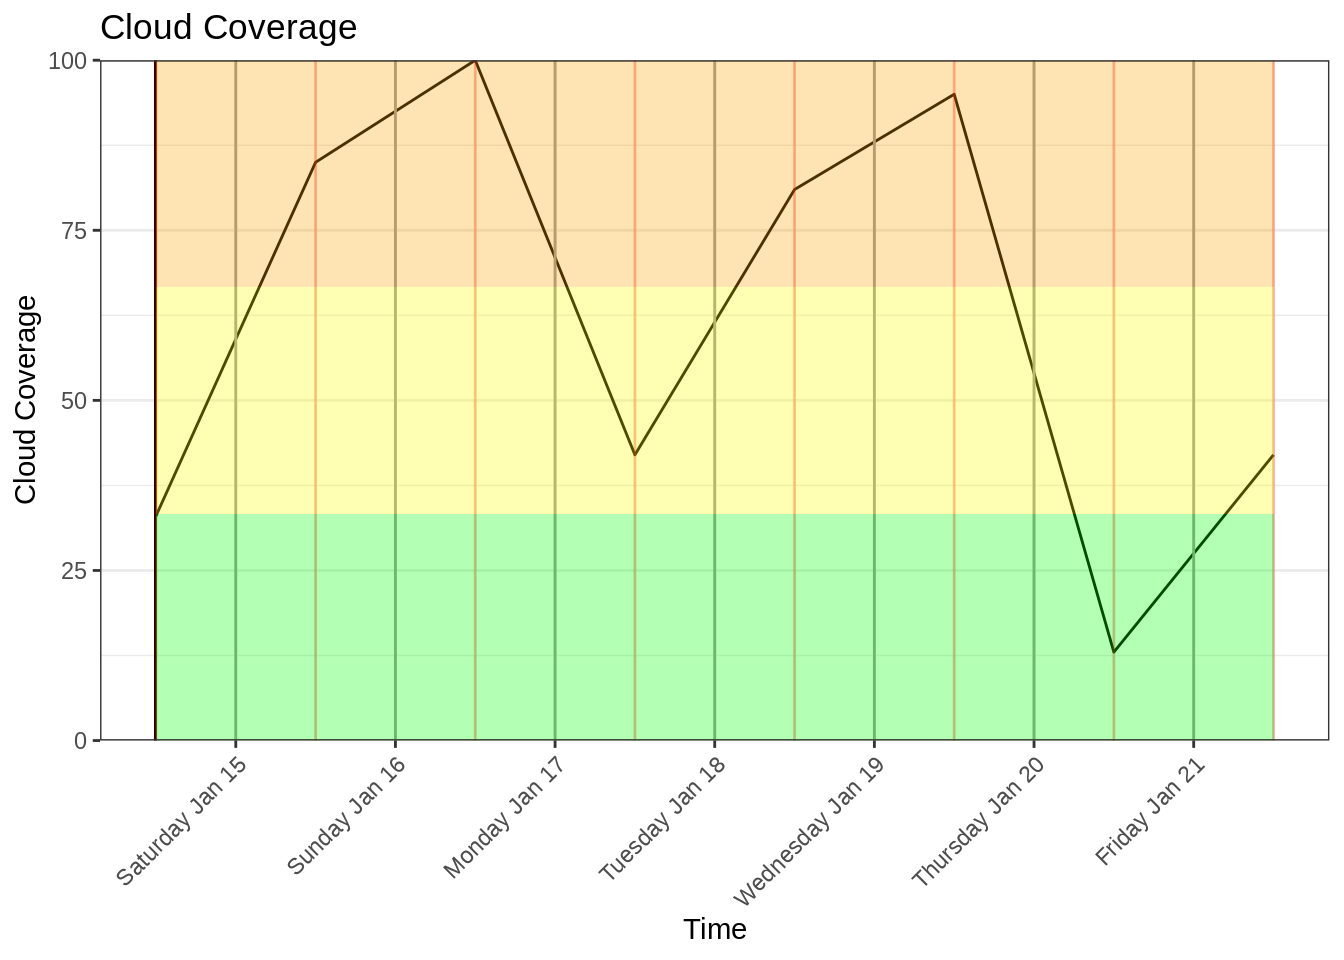 Cloud Coverage
100
75
50
25
0
Cloud Coverage
Saturday Jan 15
Sunday Jan 16
Monday Jan 17
Tuesday Jan 18
Wednesday Jan 19
Thursday Jan 20
Friday Jan 21
Time